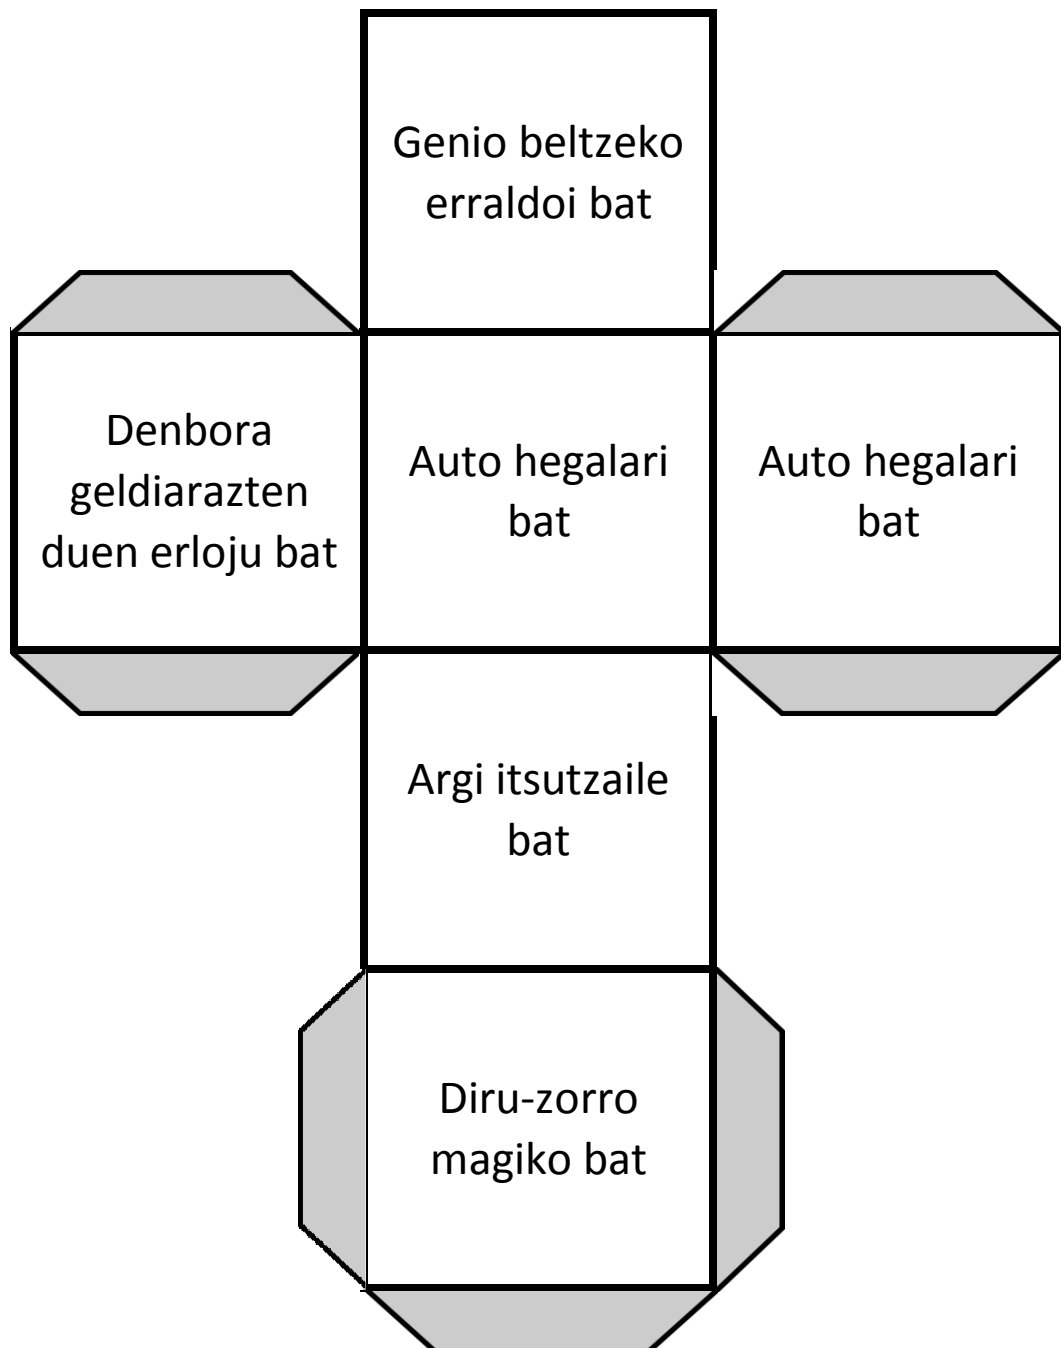 Genio beltzeko
erraldoi bat
Denbora
geldiarazten
duen erloju bat
Auto hegalari
bat
Auto hegalari
bat
Argi itsutzaile
bat
Diru-zorro
magiko bat